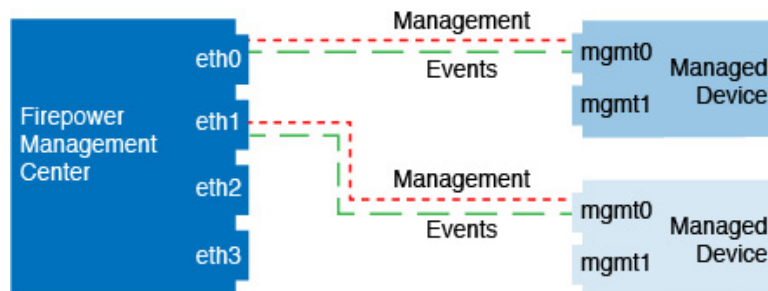 Management
eth0
mgmt0
Managed
Device
Events
mgmt1
Firepower
Management
Center
eth1
eth2
eth3
Management
mgmt0
Managed
Device
Events
mgmt1